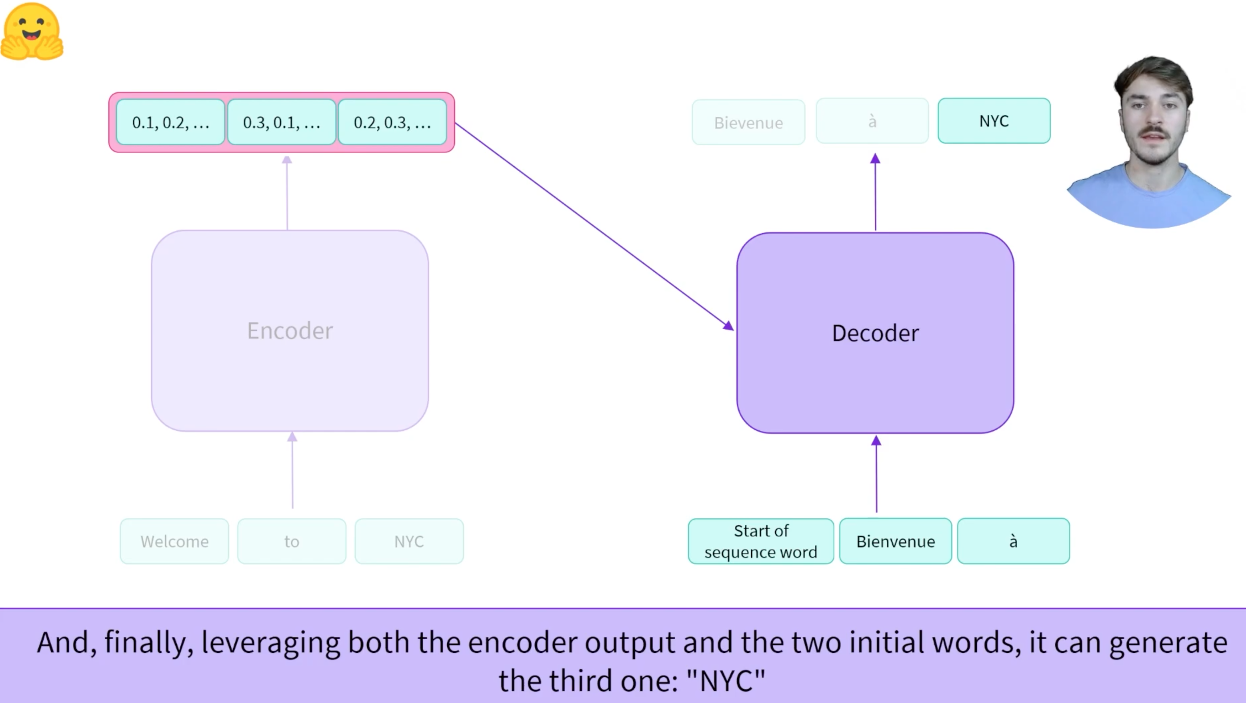 0.1, 0.2, ...
0.3, 0.1, ...
0.2, 0.3, ...
Bievenue
à
NYC
Encoder
Decoder
Welcome
to
NYC
Start of
sequence word
Bienvenue
à
And, finally, leveraging both the encoder output and the two initial words, it can generate
the third one: "NYC"